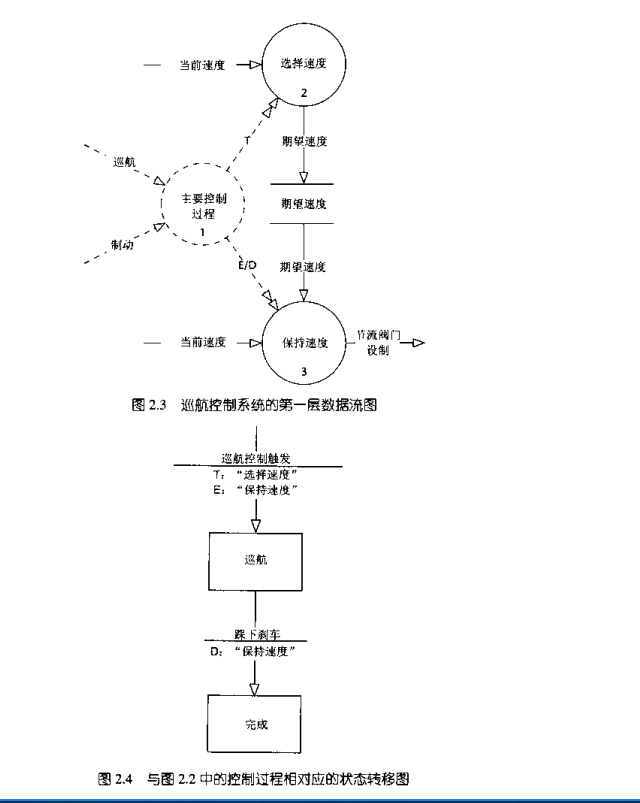 当前速度
选择速度
2
T
期望速度
巡航
主要控制
过程
1
期望速度
制动
E/D
期望速度
当前速度
保持速度
3
节流阀门
设制
图 2.3 巡航控制系统的第一层数据流图
巡航控制触发
T：“选择速度”
E：“保持速度”
巡航
踩下刹车
D：“保持速度”
完成
图 2.4 与图 2.2 中的控制过程相对应的状态转移图